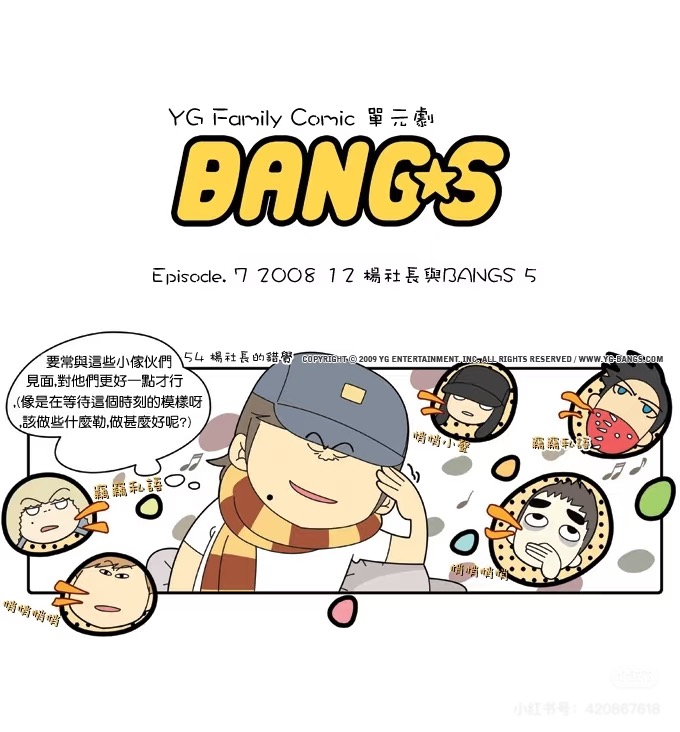 YG Family Comic 單元劇
BANG★S
Episode. 7 2008 12 楊社長與BANGS 5
54 楊社長的錯覺
COPYRIGHT © 2009 YG ENTERTAINMENT, INC. ALL RIGHTS RESERVED / WWW.YG-BANGS.COM
要常與這些小傢伙們
見面,對他們更好一點才行
,(像是在等待這個時刻的模樣呀
該做些什麼勒,做甚麼好呢?)
悄悄小聲
竊竊私語
竊竊私語
悄悄悄悄
悄悄悄悄
小红书号：420667618